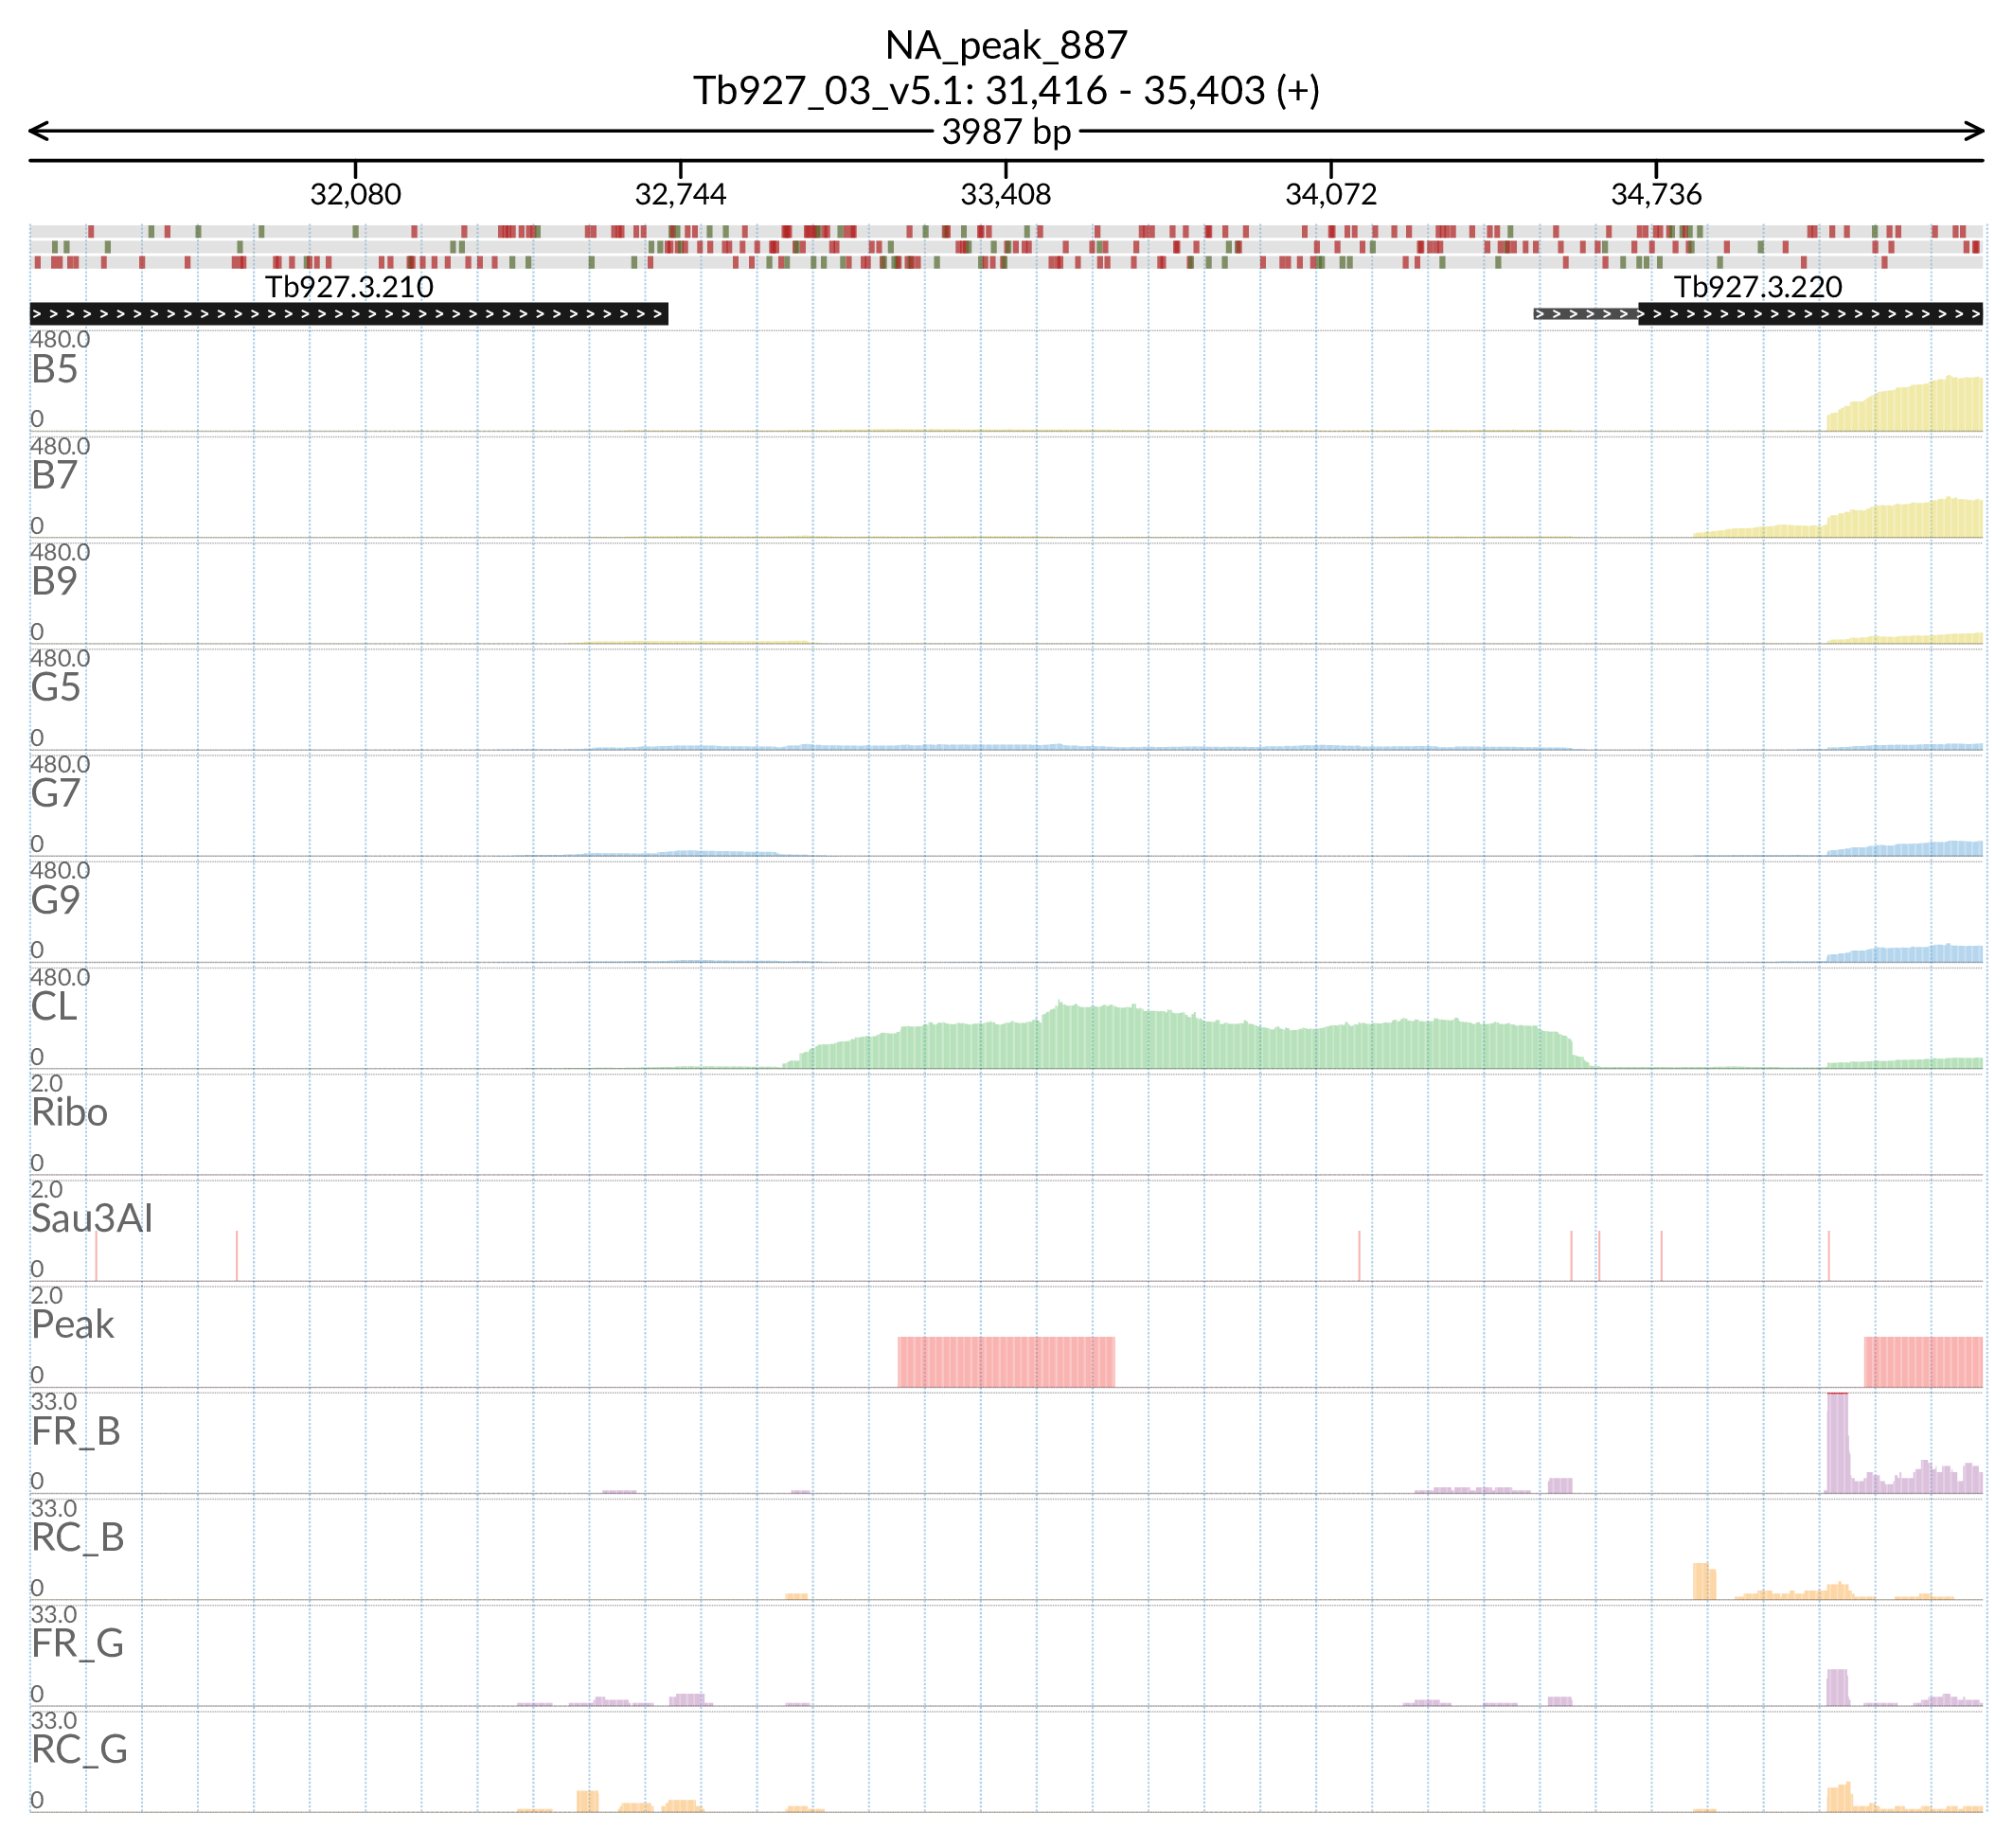 NA_peak_887
Tb927_03_v5.1: 31,416 - 35,403 (+)
3987 bp
32,080 32,744 33,408 34,072 34,736
Tb927.3.210 Tb927.3.220
480.0
B5
0
480.0
B7
0
480.0
B9
0
480.0
G5
0
480.0
G7
0
480.0
G9
0
480.0
CL
0
2.0
Ribo
0
2.0
Sau3AI
0
2.0
Peak
0
33.0
FR_B
0
33.0
RC_B
0
33.0
FR_G
0
33.0
RC_G
0